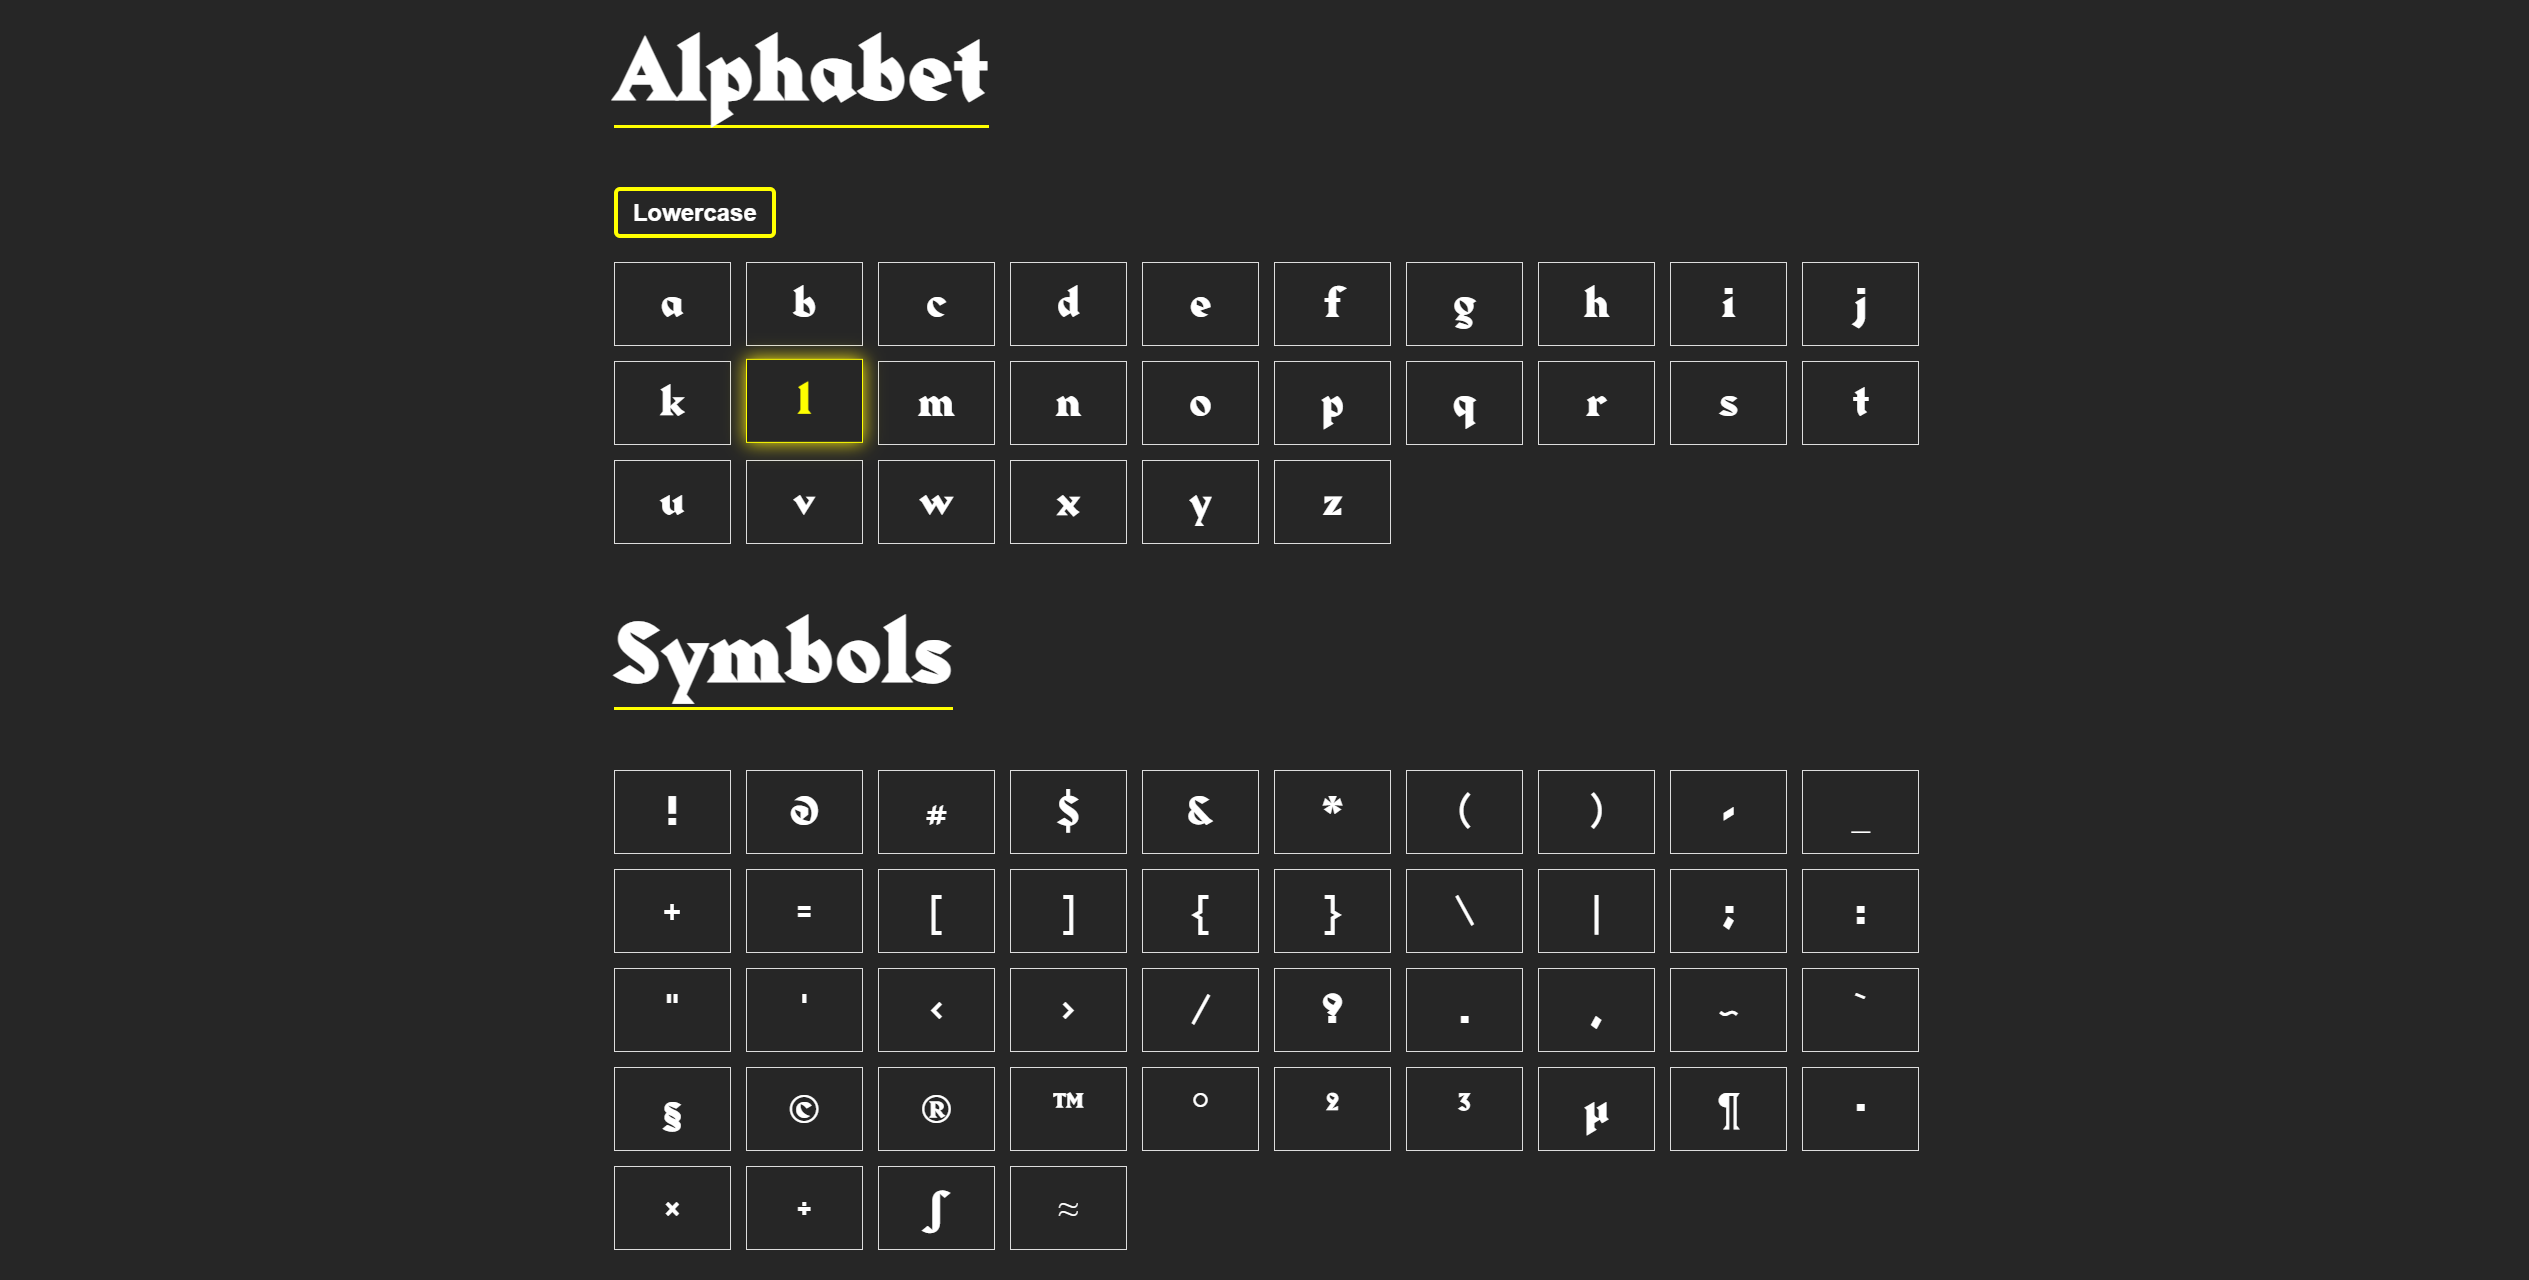 Alphabet
Lowercase
a b c d e f g h i j
k l m n o p q r s t
u v w x y z
Symbols
! @ # $ & * ( ) - _
+ = [ ] { } \ | ; :
" ' < > / ? . , ~ `
§ © ® ™ ° ² ³ µ ¶ ·
× ÷ ∫ ≈